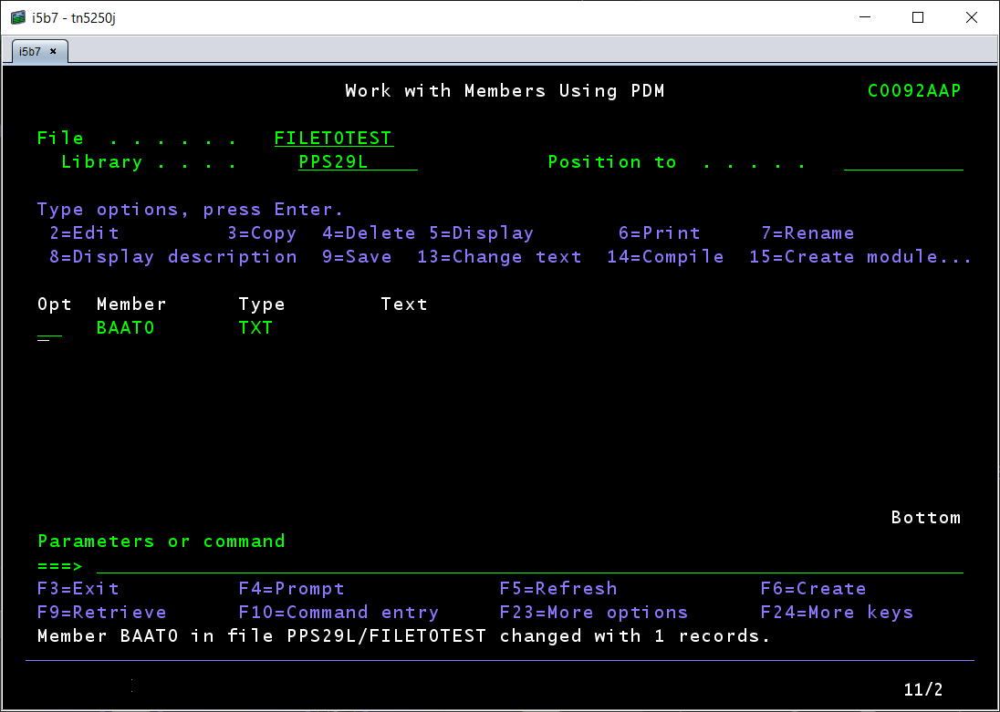 i5b7 - tn5250j
i5b7
Work with Members Using PDM C0092AAP
File . . . . . . FILETOTEST
Library . . . . PPS29L Position to . . . . .
Type options, press Enter.
2=Edit 3=Copy 4=Delete 5=Display 6=Print 7=Rename
8=Display description 9=Save 13=Change text 14=Compile 15=Create module...
Opt Member Type Text
BAATO TXT
Bottom
Parameters or command
===>
F3=Exit F4=Prompt F5=Refresh F6=Create
F9=Retrieve F10=Command entry F23=More options F24=More keys
Member BAATO in file PPS29L/FILETOTEST changed with 1 records.
11/2